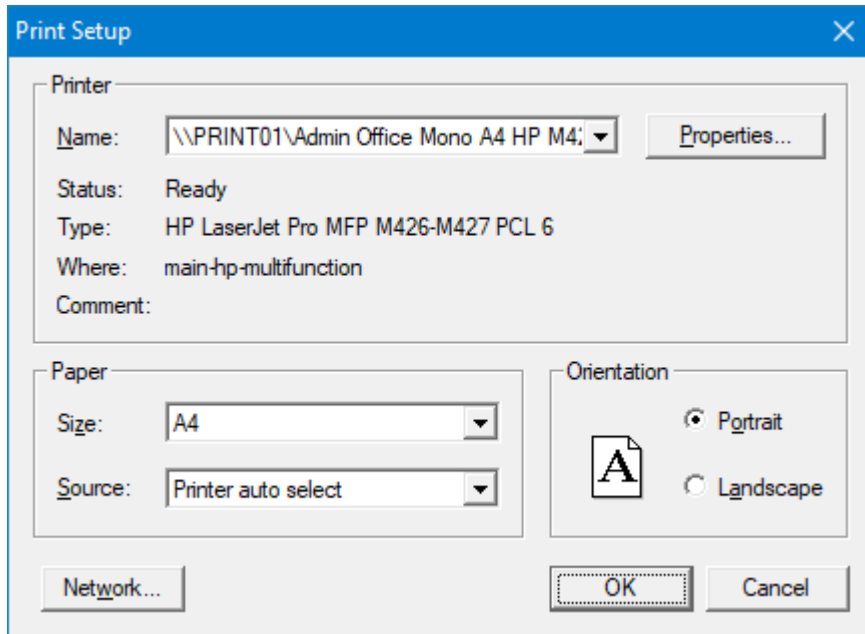 Print Setup
Printer
Name: \\PRINT01\Admin Office Mono A4 HP M42 Properties...
Status: Ready
Type: HP LaserJet Pro MFP M426-M427 PCL 6
Where: main-hp-multifunction
Comment:
Paper
Size: A4
Source: Printer auto select
Orientation
A
Portrait
Landscape
Network... OK Cancel